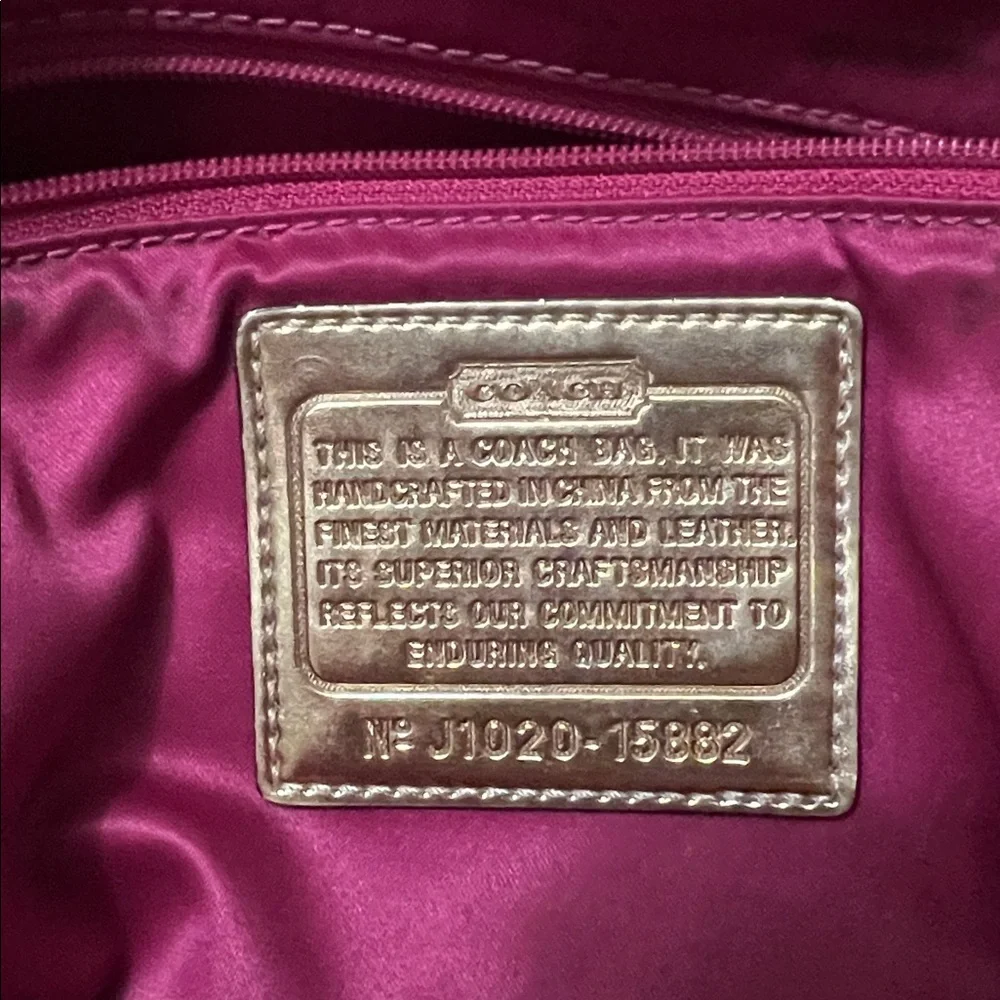 COACH
THIS IS A COACH BAG. IT WAS
HANDCRAFTED IN CHINA FROM THE
FINEST MATERIALS AND LEATHER.
ITS SUPERIOR CRAFTSMANSHIP
REFLECTS OUR COMMITMENT TO
ENDURING QUALITY.
Nº J1020-15882